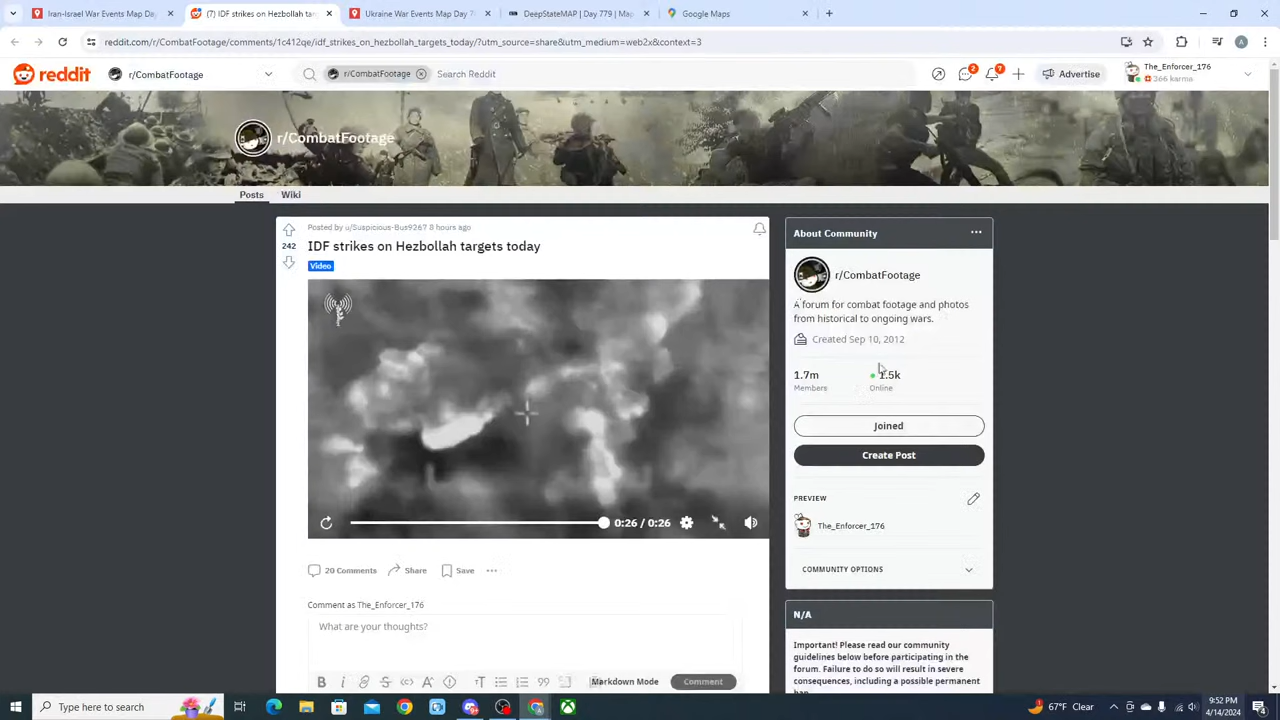 Iran-Israel War Events Map Day
(7) IDF strikes on Hezbollah targ
Ukraine War Events Map Day 7
DeepStateMAP | Day 779 | Map
Google Maps
reddit.com/r/CombatFootage/comments/1c412qe/idf_strikes_on_hezbollah_targets_today/?utm_source=share&utm_medium=web2x&context=3
reddit
r/CombatFootage
r/CombatFootage
Search Reddit
2
7
Advertise
The_Enforcer_176
366 karma
r/CombatFootage
Posts
Wiki
Posted by u/Suspicious-Bus9267 8 hours ago
242
IDF strikes on Hezbollah targets today
Video
0:26 / 0:26
20 Comments
Share
Save
Comment as The_Enforcer_176
What are your thoughts?
Markdown Mode
Comment
About Community
r/CombatFootage
A forum for combat footage and photos
from historical to ongoing wars.
Created Sep 10, 2012
1.7m
1.5k
Members
Online
Joined
Create Post
PREVIEW
The_Enforcer_176
COMMUNITY OPTIONS
N/A
Important! Please read our community
guidelines below before participating in the
forum. Failure to do so will result in severe
consequences, including a possible permanent
ban.
Type here to search
67°F Clear
9:52 PM
4/14/2024